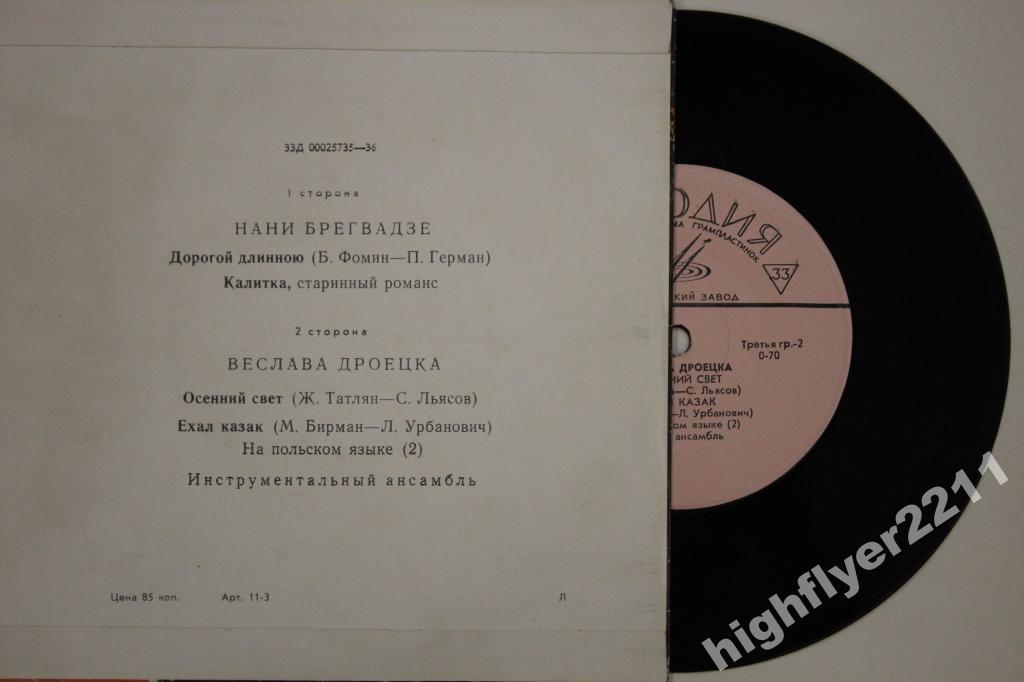 33Д 00025735—36
1 сторона
НАНИ БРЕГВАДЗЕ
Дорогой длинною (Б. Фомин—П. Герман)
Калитка, старинный романс
2 сторона
ВЕСЛАВА ДРОЕЦКА
Осенний свет (Ж. Татлян—С. Льясов)
Ехал казак (М. Бирман—Л. Урбанович)
На польском языке (2)
Инструментальный ансамбль
Цена 85 коп. Арт. 11-3 Л
ОДИЯ
МА ГРАМПЛАСТИНОК
33
КИЙ ЗАВОД
Третья гр.-2
0-70
А ДРОЕЦКА
НИЙ СВЕТ
—С. Льясов)
КАЗАК
—Л. Урбанович)
ом языке (2)
ансамбль
highflyer2211